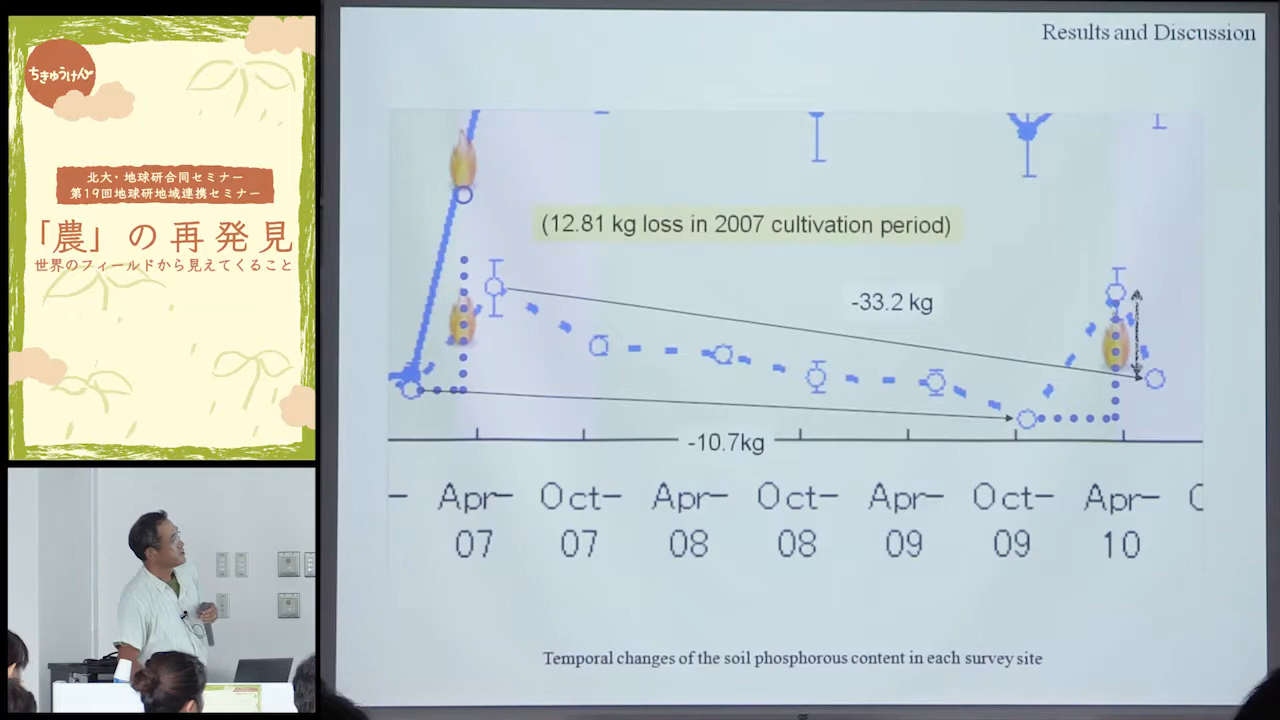 ちきゅうけん
北大・地球研合同セミナー
第19回地球研地域連携セミナー
「農」の再発見
世界のフィールドから見えてくること
Results and Discussion
(12.81 kg loss in 2007 cultivation period)
-33.2 kg
-10.7kg
Apr- Oct- Apr- Oct- Apr- Oct- Apr-
07 07 08 08 09 09 10
Temporal changes of the soil phosphorous content in each survey site